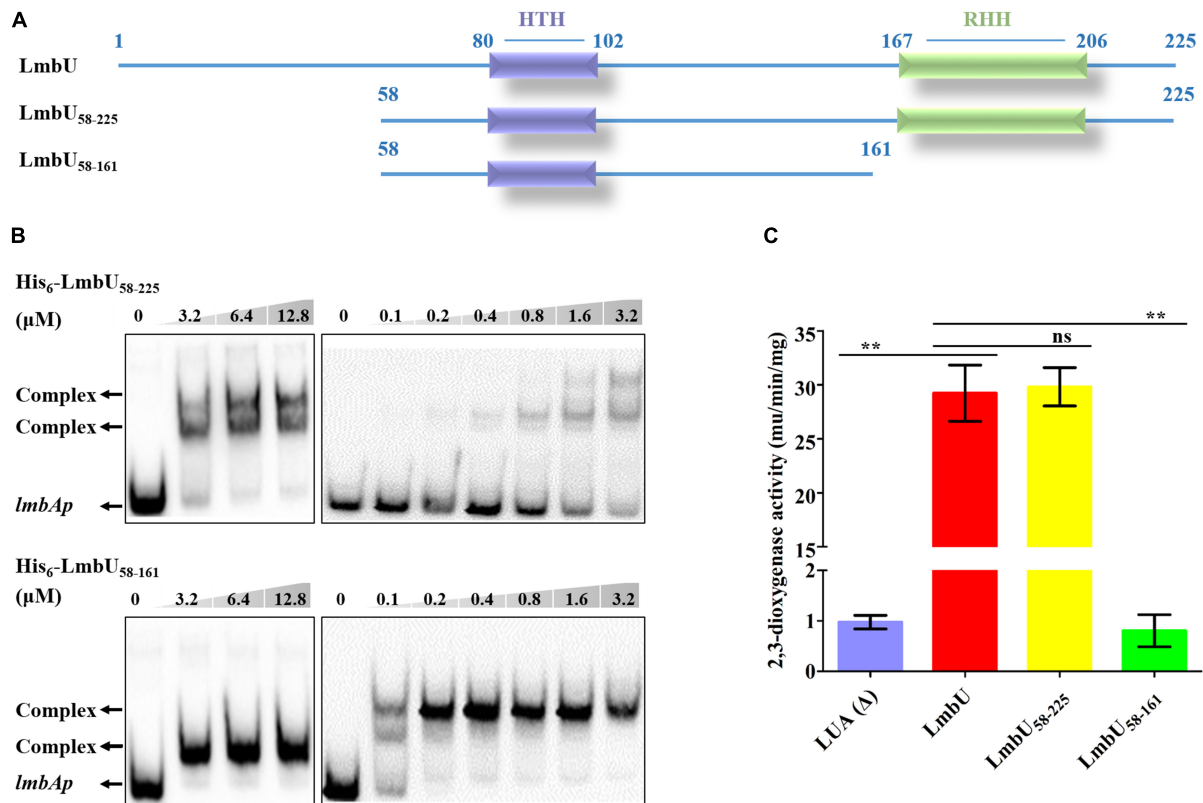 A
HTH
RHH
1
80
102
167
206
225
LmbU
58
225
LmbU58-225
58
161
LmbU58-161
B
C
His6-LmbU58-225
(μM)
0 3.2 6.4 12.8
0 0.1 0.2 0.4 0.8 1.6 3.2
Complex
Complex
lmbAp
His6-LmbU58-161
(μM)
0 3.2 6.4 12.8
0 0.1 0.2 0.4 0.8 1.6 3.2
Complex
Complex
lmbAp
2,3-dioxygenase activity (mu/min/mg)
35
30
25
20
15
2
1
0
**
ns
**
LUA (Δ)
LmbU
LmbU58-225
LmbU58-161